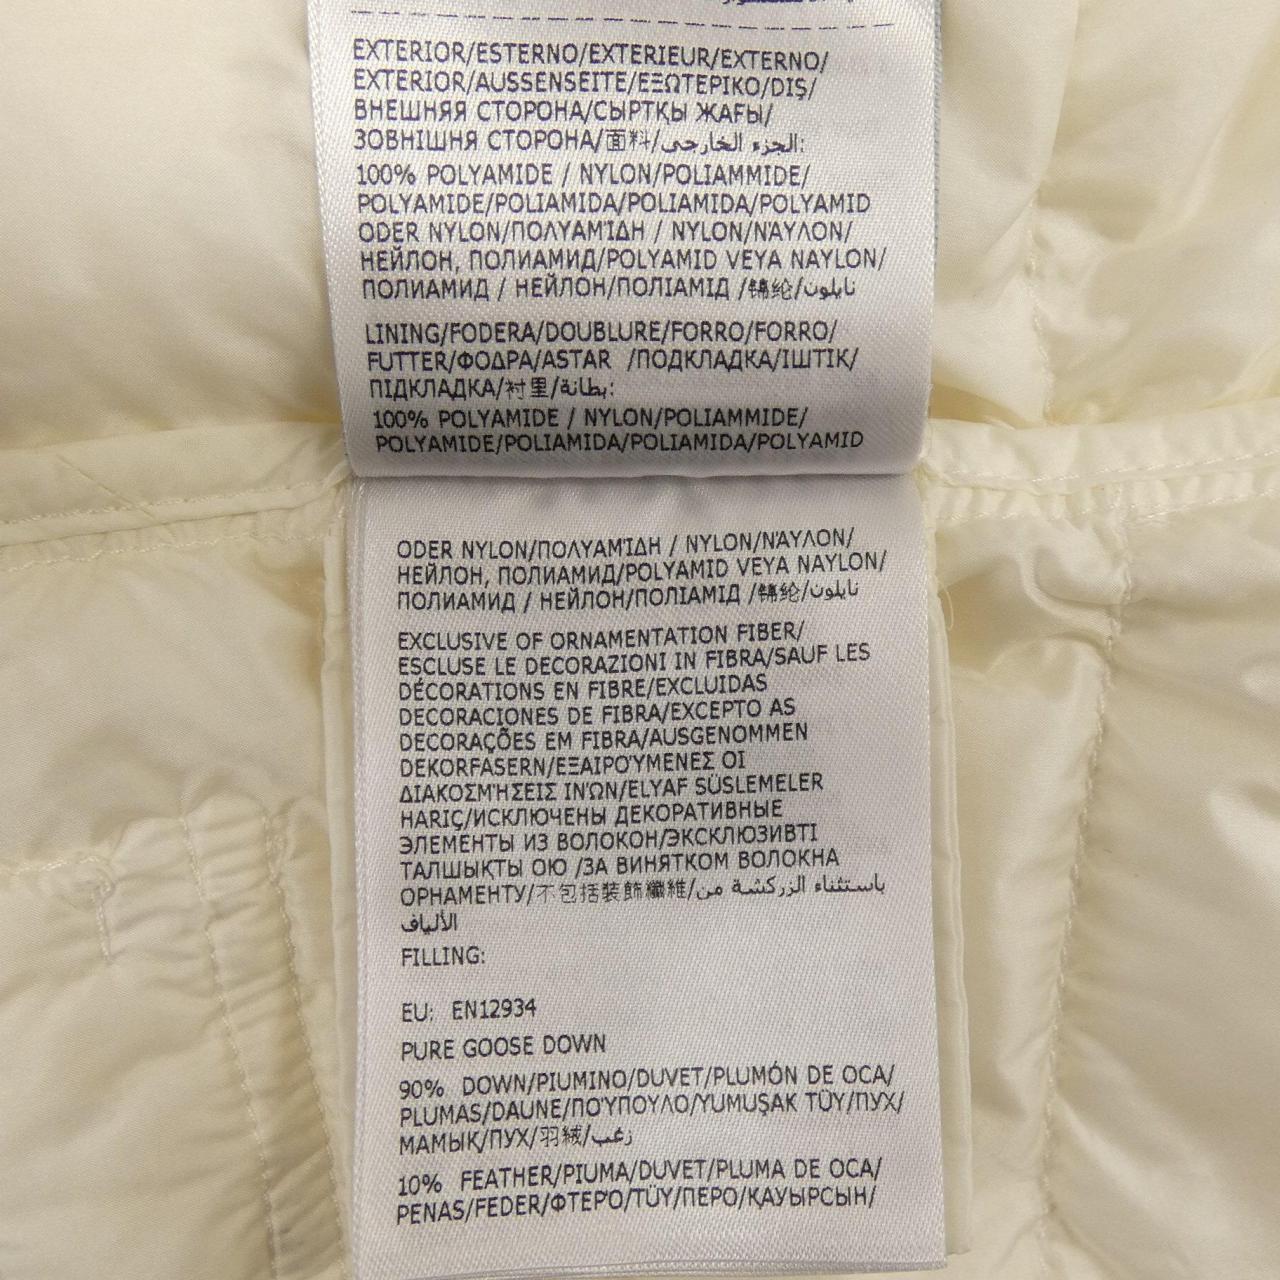 EXTERIOR/ESTERNO/EXTERIEUR/EXTERNO/
EXTERIOR/AUSSENSEITE/ΕΞΩΤΕΡΙΚΟ/DIŞ/
ВНЕШНЯЯ СТОРОНА/СЫРТҚЫ ЖАҒЫ/
ЗОВНІШНЯ СТОРОНА/面料/الجزء الخارجي:
100% POLYAMIDE / NYLON/POLIAMMIDE/
POLYAMIDE/POLIAMIDA/POLIAMIDA/POLYAMID
ODER NYLON/ΠΟΛΥΑΜΊΔΗ / NYLON/ΝΆΥΛΟΝ/
НЕЙЛОН, ПОЛИАМИД/POLYAMID VEYA NAYLON/
ПОЛИАМИД / НЕЙЛОН/ПОЛІАМІД /锦纶/نايلون
LINING/FODERA/DOUBLURE/FORRO/FORRO/
FUTTER/ΦΟΔΡΑ/ASTAR /ПОДКЛАДКА/ІШТІК/
ПІДКЛАДКА/衬里/بطانة:
100% POLYAMIDE / NYLON/POLIAMMIDE/
POLYAMIDE/POLIAMIDA/POLIAMIDA/POLYAMID
ODER NYLON/ΠΟΛΥΑΜΊΔΗ / NYLON/ΝΆΥΛΟΝ/
НЕЙЛОН, ПОЛИАМИД/POLYAMID VEYA NAYLON/
ПОЛИАМИД / НЕЙЛОН/ПОЛІАМІД /锦纶/نايلون
EXCLUSIVE OF ORNAMENTATION FIBER/
ESCLUSE LE DECORAZIONI IN FIBRA/SAUF LES
DÉCORATIONS EN FIBRE/EXCLUIDAS
DECORACIONES DE FIBRA/EXCEPTO AS
DECORAÇÕES EM FIBRA/AUSGENOMMEN
DEKORFASERN/ΕΞΑΙΡΟΎΜΕΝΕΣ ΟΙ
ΔΙΑΚΟΣΜΉΣΕΙΣ ΙΝΏΝ/ELYAF SÜSLEMELER
HARIÇ/ИСКЛЮЧЕНЫ ДЕКОРАТИВНЫЕ
ЭЛЕМЕНТЫ ИЗ ВОЛОКОН/ЭКСКЛЮЗИВТІ
ТАЛШЫҚТЫ ОЮ /ЗА ВИНЯТКОМ ВОЛОКНА
ОРНАМЕНТУ/不包括裝飾纖維/باستثناء الزركشة من
الألياف
FILLING:
EU: EN12934
PURE GOOSE DOWN
90% DOWN/PIUMINO/DUVET/PLUMÓN DE OCA/
PLUMAS/DAUNE/ΠΟΎΠΟΥΛΟ/YUMUŞAK TÜY/ПУХ/
МАМЫҚ/ПУХ/羽絨/زغب
10% FEATHER/PIUMA/DUVET/PLUMA DE OCA/
PENAS/FEDER/ΦΤΕΡΌ/TÜY/ПЕРО/ҚАУЫРСЫН/